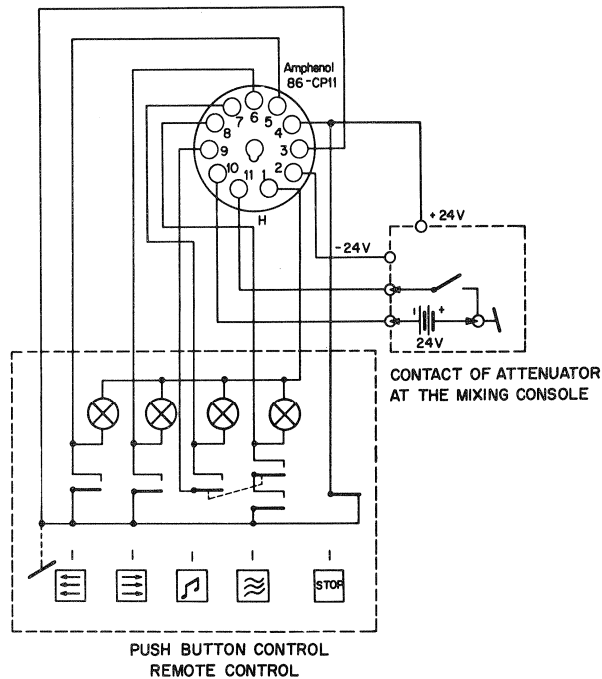 Amphenol
86-CP11
6
7
5
8
4
9
3
10
2
11
1
H
+24V
-24V
- +
24V
CONTACT OF ATTENUATOR
AT THE MIXING CONSOLE
STOP
PUSH BUTTON CONTROL
REMOTE CONTROL